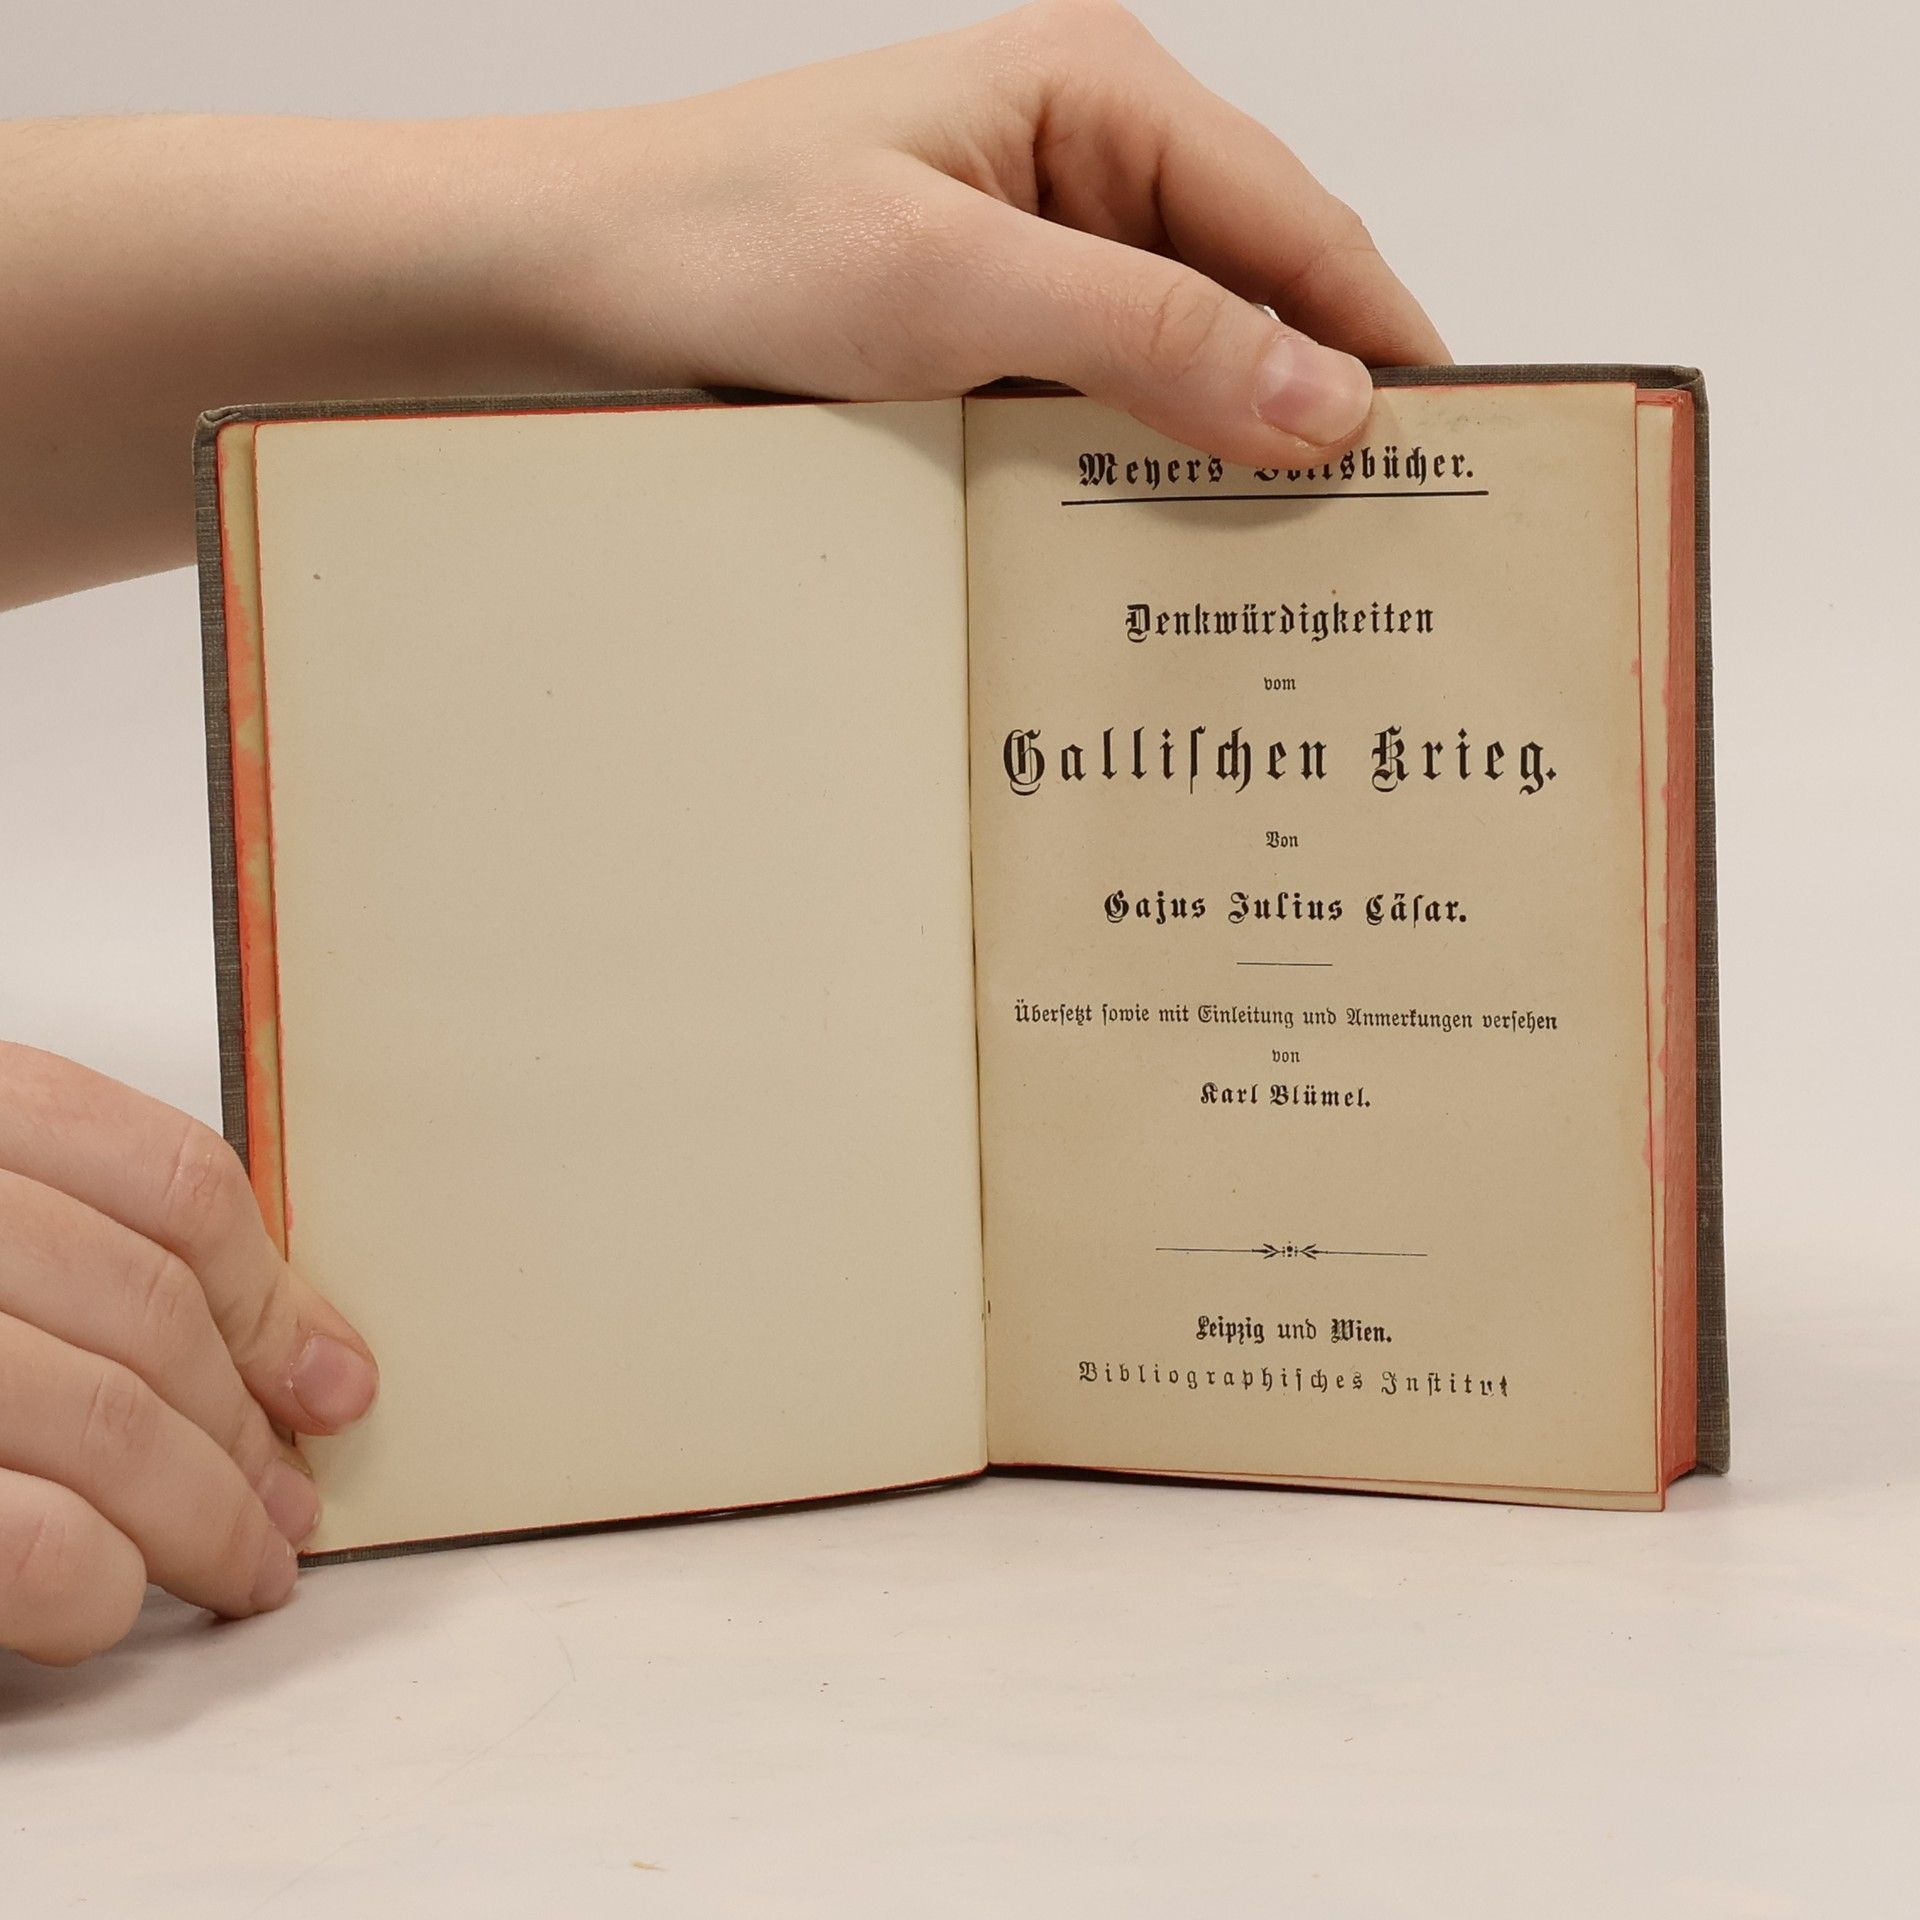 Meyers Volksbücher.
Denkwürdigkeiten
vom
Galliſchen Krieg.
Von
Gajus Julius Cäſar.
Überſetzt ſowie mit Einleitung und Anmerkungen verſehen
von
Karl Blümel.
Leipzig und Wien.
Bibliographiſches Inſtitut